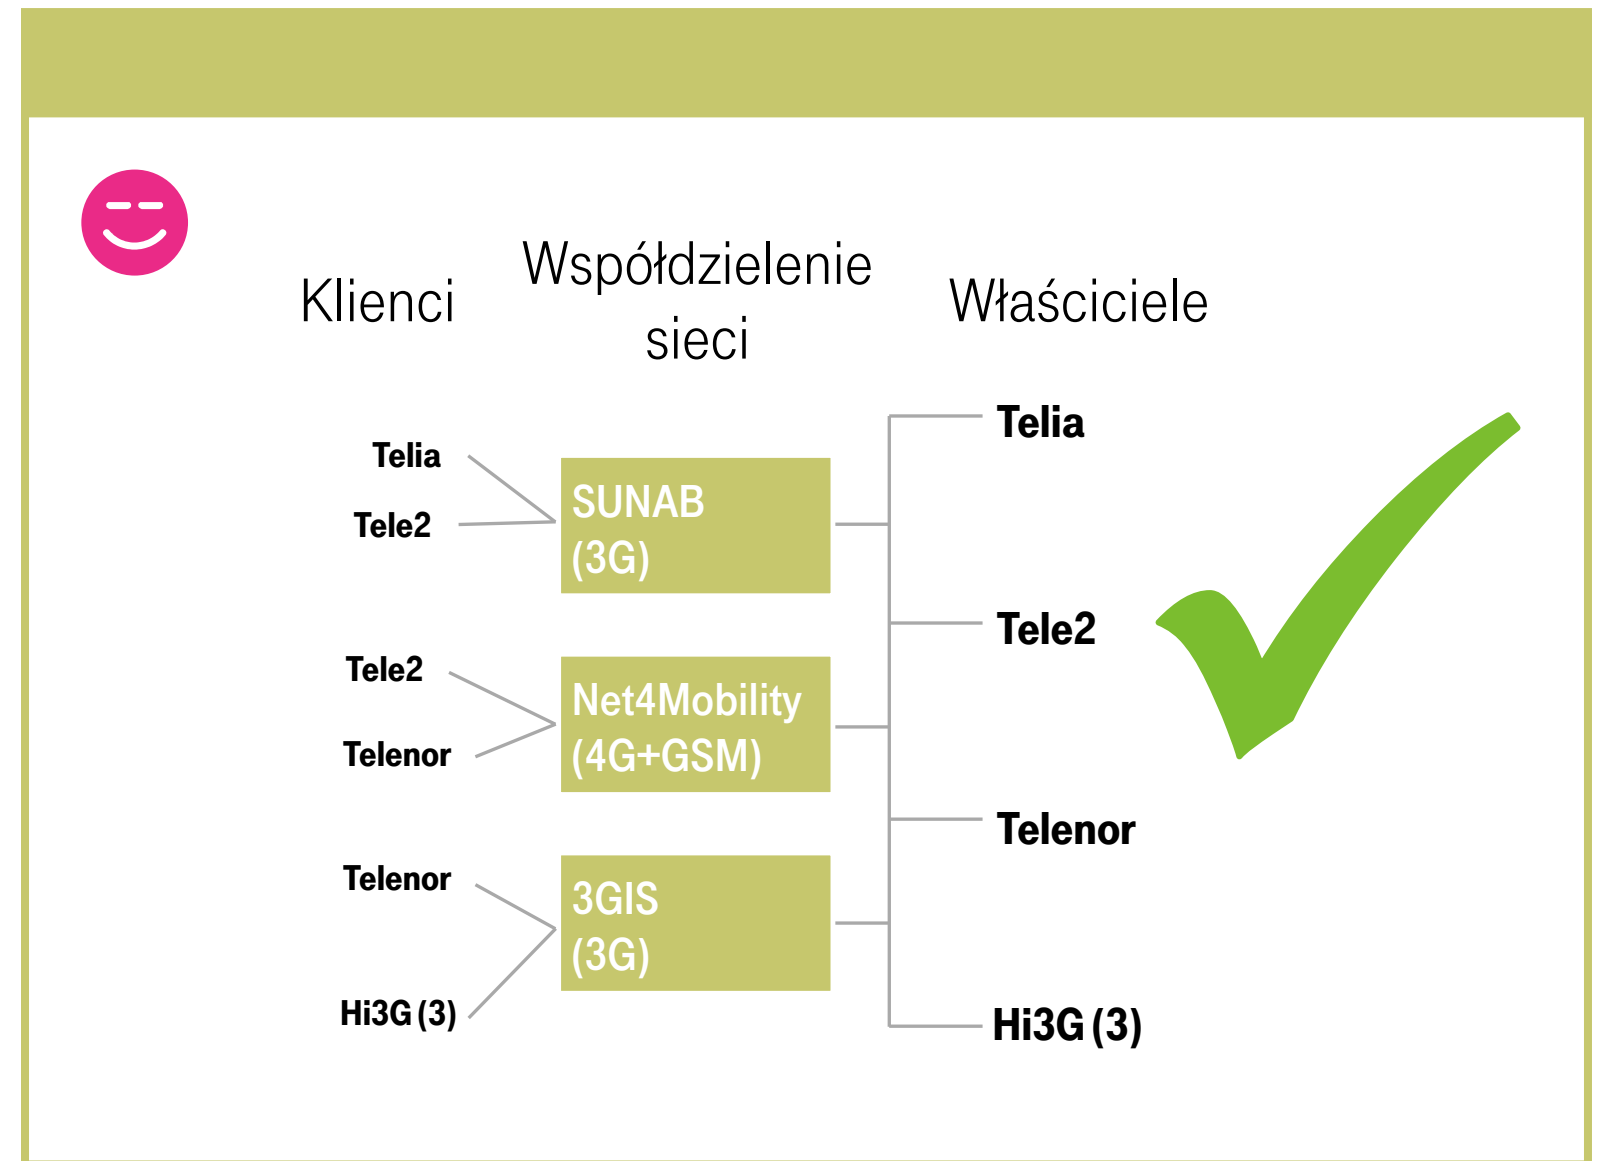 Klienci
Współdzielenie
sieci
Właściciele
Telia
Tele2
SUNAB
(3G)
Tele2
Telenor
Net4Mobility
(4G+GSM)
Telenor
Hi3G (3)
3GIS
(3G)
Telia
Tele2
Telenor
Hi3G (3)